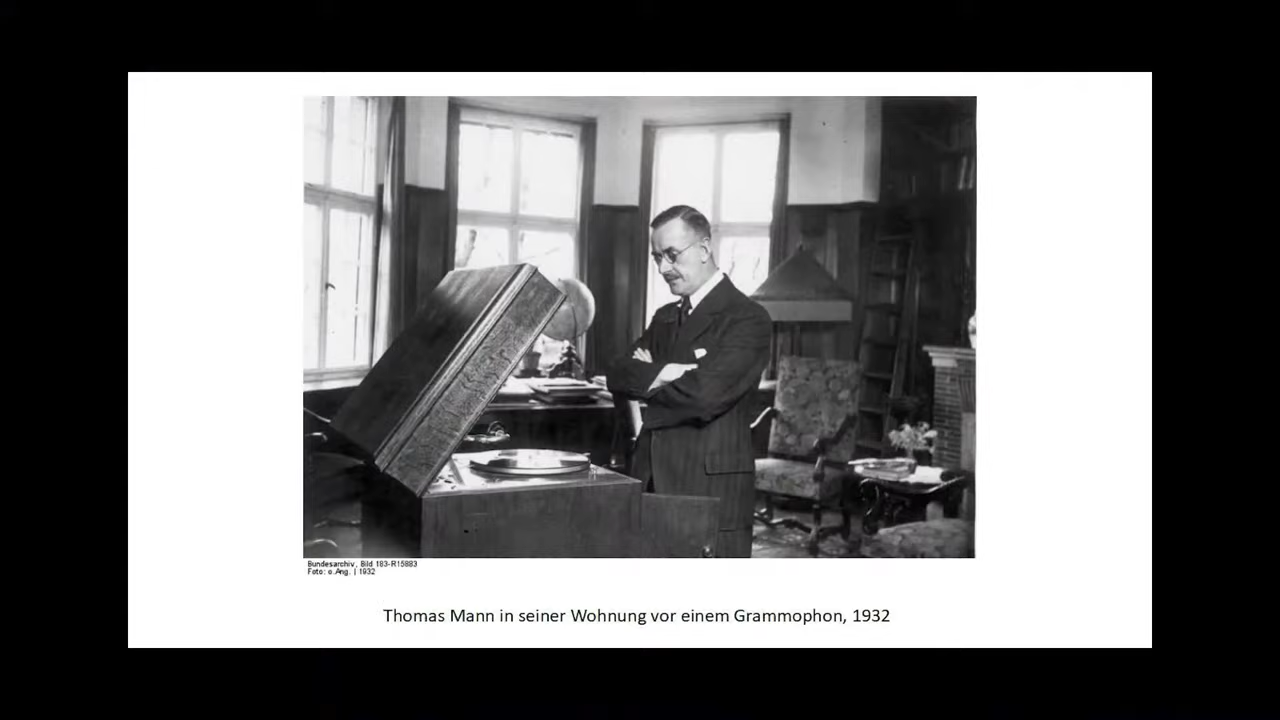 Bundesarchiv, Bild 183-R15883
Foto: o.Ang. | 1932
Thomas Mann in seiner Wohnung vor einem Grammophon, 1932